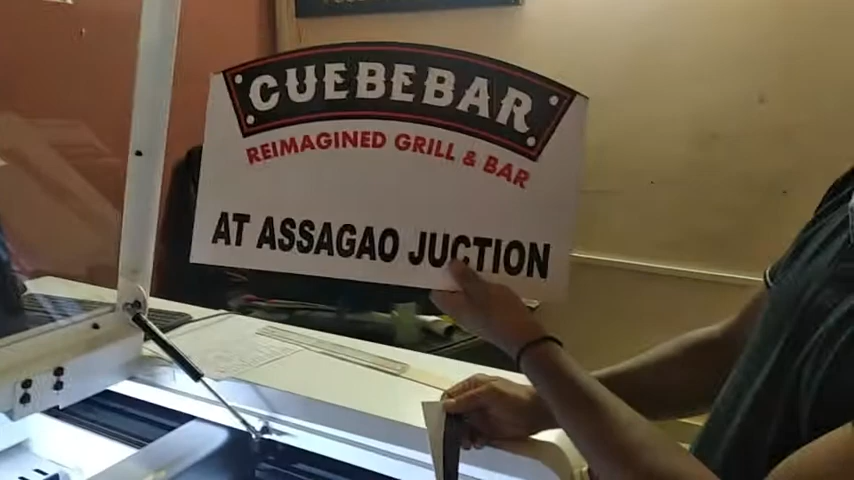 CUEBEBAR
REIMAGINED GRILL & BAR
AT ASSAGAO JUCTION